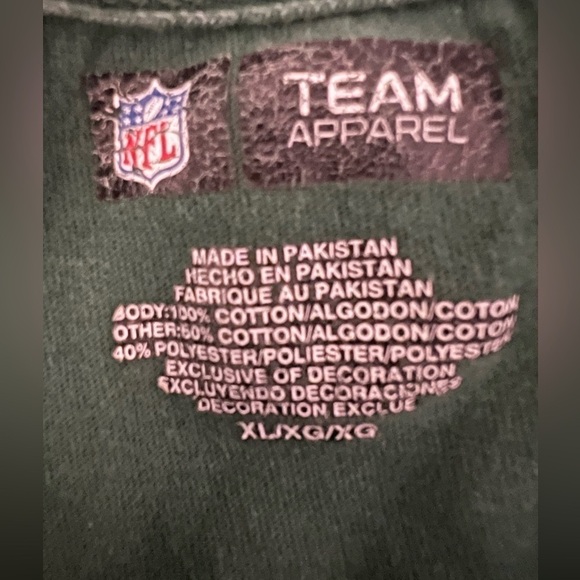 NFL
TEAM
APPAREL
MADE IN PAKISTAN
HECHO EN PAKISTAN
FABRIQUE AU PAKISTAN
BODY:100% COTTON/ALGODON/COTON
OTHER:60% COTTON/ALGODON/COTON
40% POLYESTER/POLIESTER/POLYESTER
EXCLUSIVE OF DECORATION
EXCLUYENDO DECORACIONES
DECORATION EXCLUE
XL/XG/XG